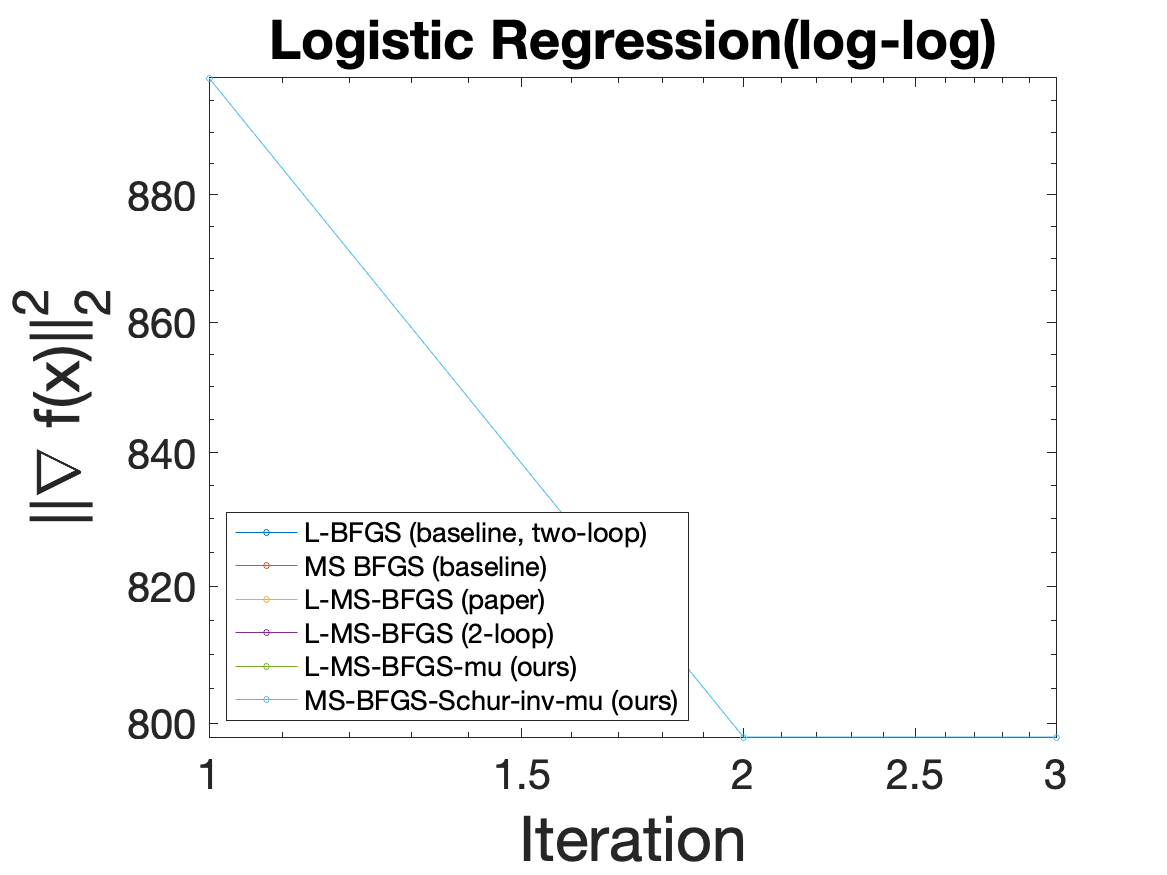 Logistic Regression(log-log)
||∇ f(x)||₂²
880
860
840
820
800
L-BFGS (baseline, two-loop)
MS BFGS (baseline)
L-MS-BFGS (paper)
L-MS-BFGS (2-loop)
L-MS-BFGS-mu (ours)
MS-BFGS-Schur-inv-mu (ours)
1 1.5 2 2.5 3
Iteration